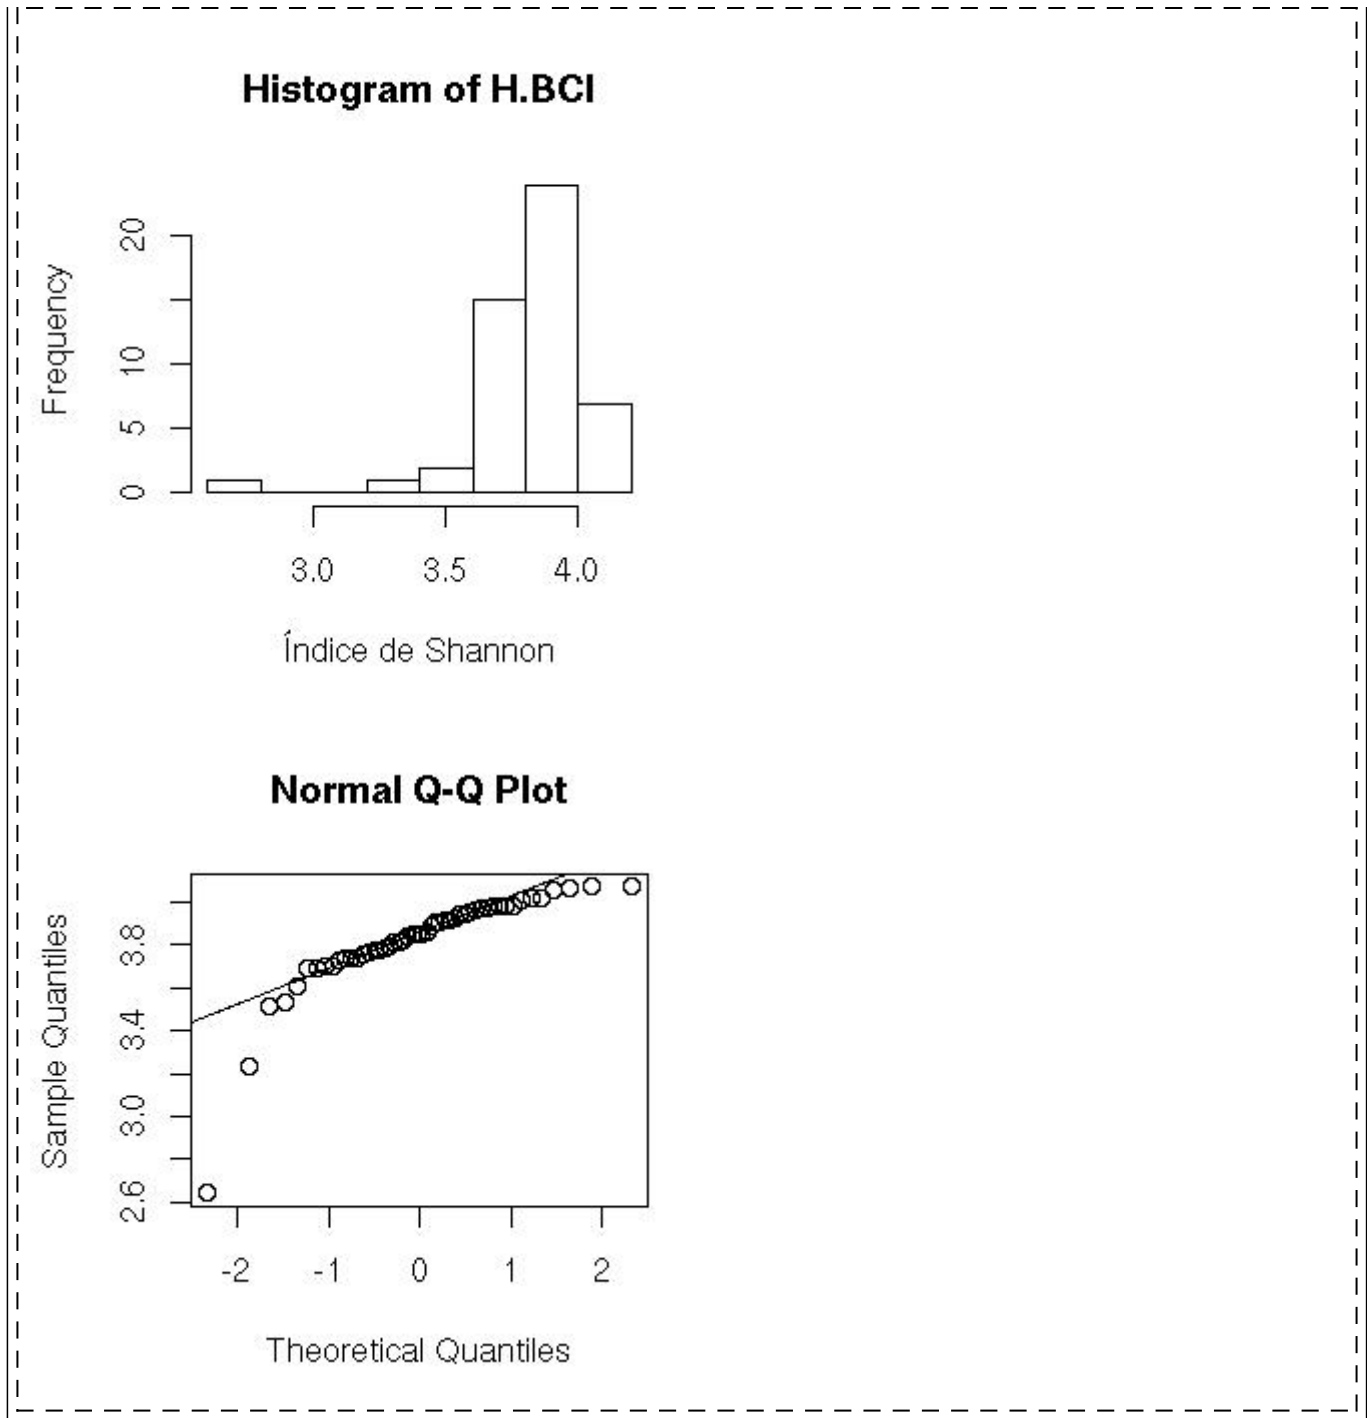 Histogram of H.BCI
Frequency
0
5
10
20
3.0 3.5 4.0
Índice de Shannon
Normal Q-Q Plot
Sample Quantiles
2.6
3.0
3.4
3.8
-2 -1 0 1 2
Theoretical Quantiles